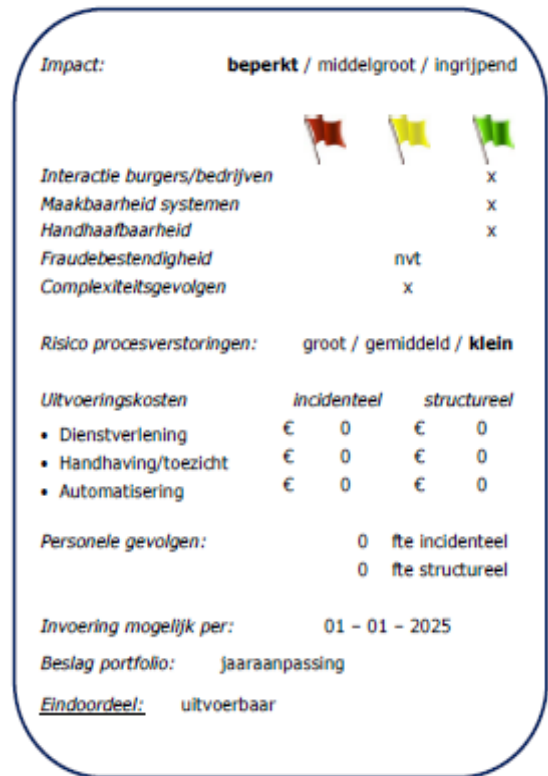 Impact: beperkt / middelgroot / ingrijpend
Interactie burgers/bedrijven x
Maakbaarheid systemen x
Handhaafbaarheid x
Fraudebestendigheid nvt
Complexiteitsgevolgen x
Risico procesverstoringen: groot / gemiddeld / klein
Uitvoeringskosten incidenteel structureel
• Dienstverlening € 0 € 0
• Handhaving/toezicht € 0 € 0
• Automatisering € 0 € 0
Personele gevolgen: 0 fte incidenteel
0 fte structureel
Invoering mogelijk per: 01 – 01 – 2025
Beslag portfolio: jaaraanpassing
Eindoordeel: uitvoerbaar